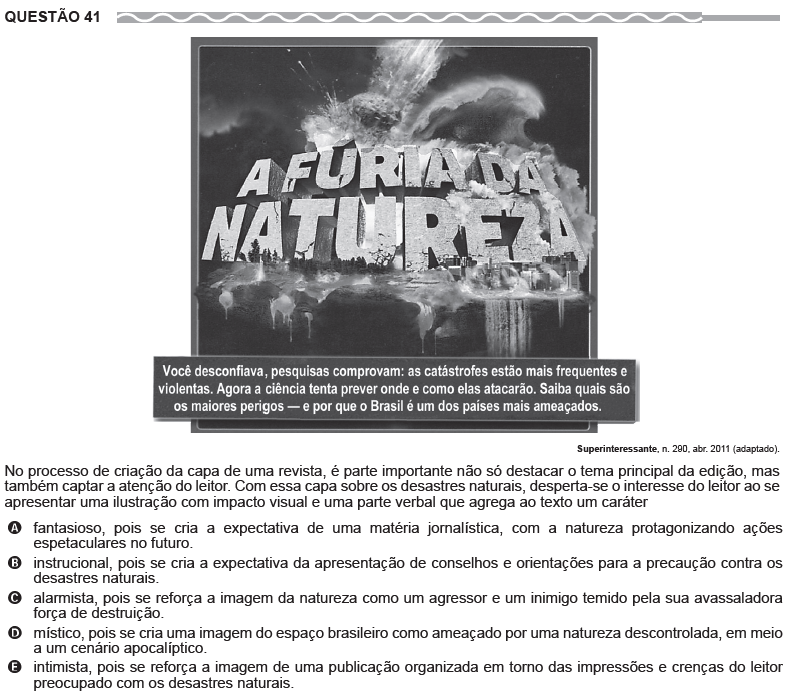 QUESTÃO 41
A FÚRIA DA
NATUREZA
Você desconfiava, pesquisas comprovam: as catástrofes estão mais frequentes e
violentas. Agora a ciência tenta prever onde e como elas atacarão. Saiba quais são
os maiores perigos — e por que o Brasil é um dos países mais ameaçados.
Superinteressante, n. 290, abr. 2011 (adaptado).
No processo de criação da capa de uma revista, é parte importante não só destacar o tema principal da edição, mas
também captar a atenção do leitor. Com essa capa sobre os desastres naturais, desperta-se o interesse do leitor ao se
apresentar uma ilustração com impacto visual e uma parte verbal que agrega ao texto um caráter
A fantasioso, pois se cria a expectativa de uma matéria jornalística, com a natureza protagonizando ações
espetaculares no futuro.
B instrucional, pois se cria a expectativa da apresentação de conselhos e orientações para a precaução contra os
desastres naturais.
C alarmista, pois se reforça a imagem da natureza como um agressor e um inimigo temido pela sua avassaladora
força de destruição.
D místico, pois se cria uma imagem do espaço brasileiro como ameaçado por uma natureza descontrolada, em meio
a um cenário apocalíptico.
E intimista, pois se reforça a imagem de uma publicação organizada em torno das impressões e crenças do leitor
preocupado com os desastres naturais.